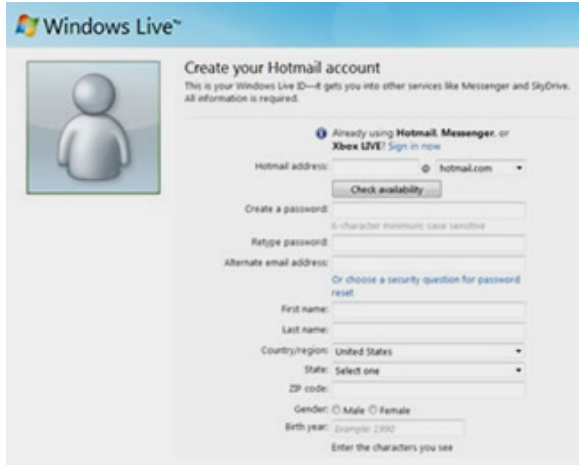 Windows Live™
Create your Hotmail account
This is your Windows Live ID—it gets you into other services like Messenger and SkyDrive.
All information is required.
Already using Hotmail, Messenger, or
Xbox LIVE? Sign in now
Hotmail address: @ hotmail.com
Check availability
Create a password:
6-character minimum; case sensitive
Retype password:
Alternate email address:
Or choose a security question for password
reset
First name:
Last name:
Country/region: United States
State: Select one
ZIP code:
Gender: Male Female
Birth year: Example: 1990
Enter the characters you see